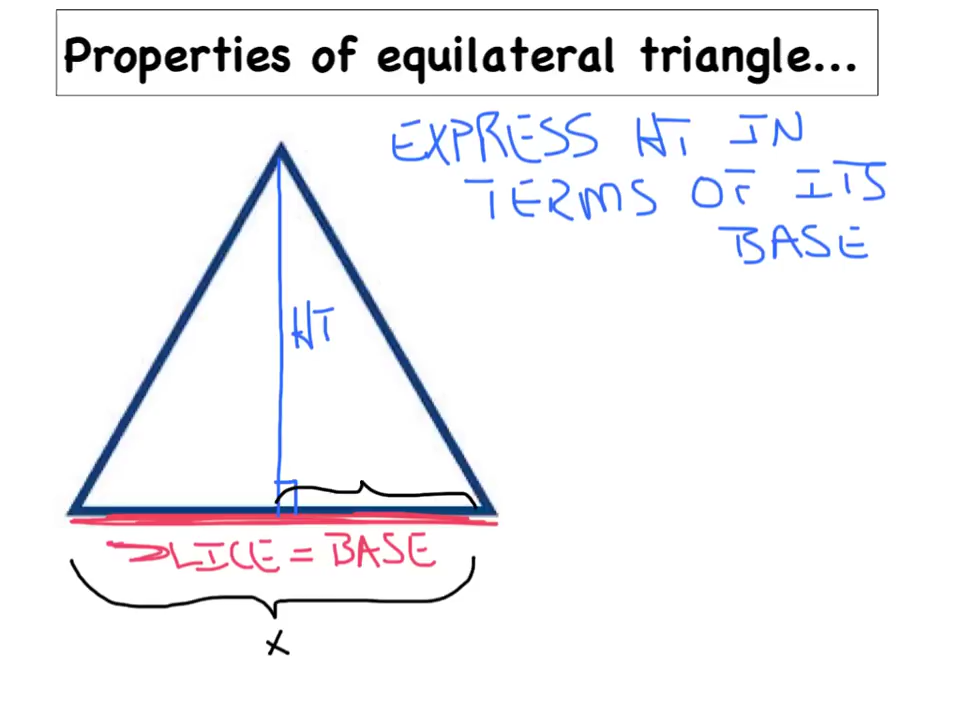 Properties of equilateral triangle...
EXPRESS HT IN
TERMS OF ITS
BASE
HT
SLICE = BASE
x